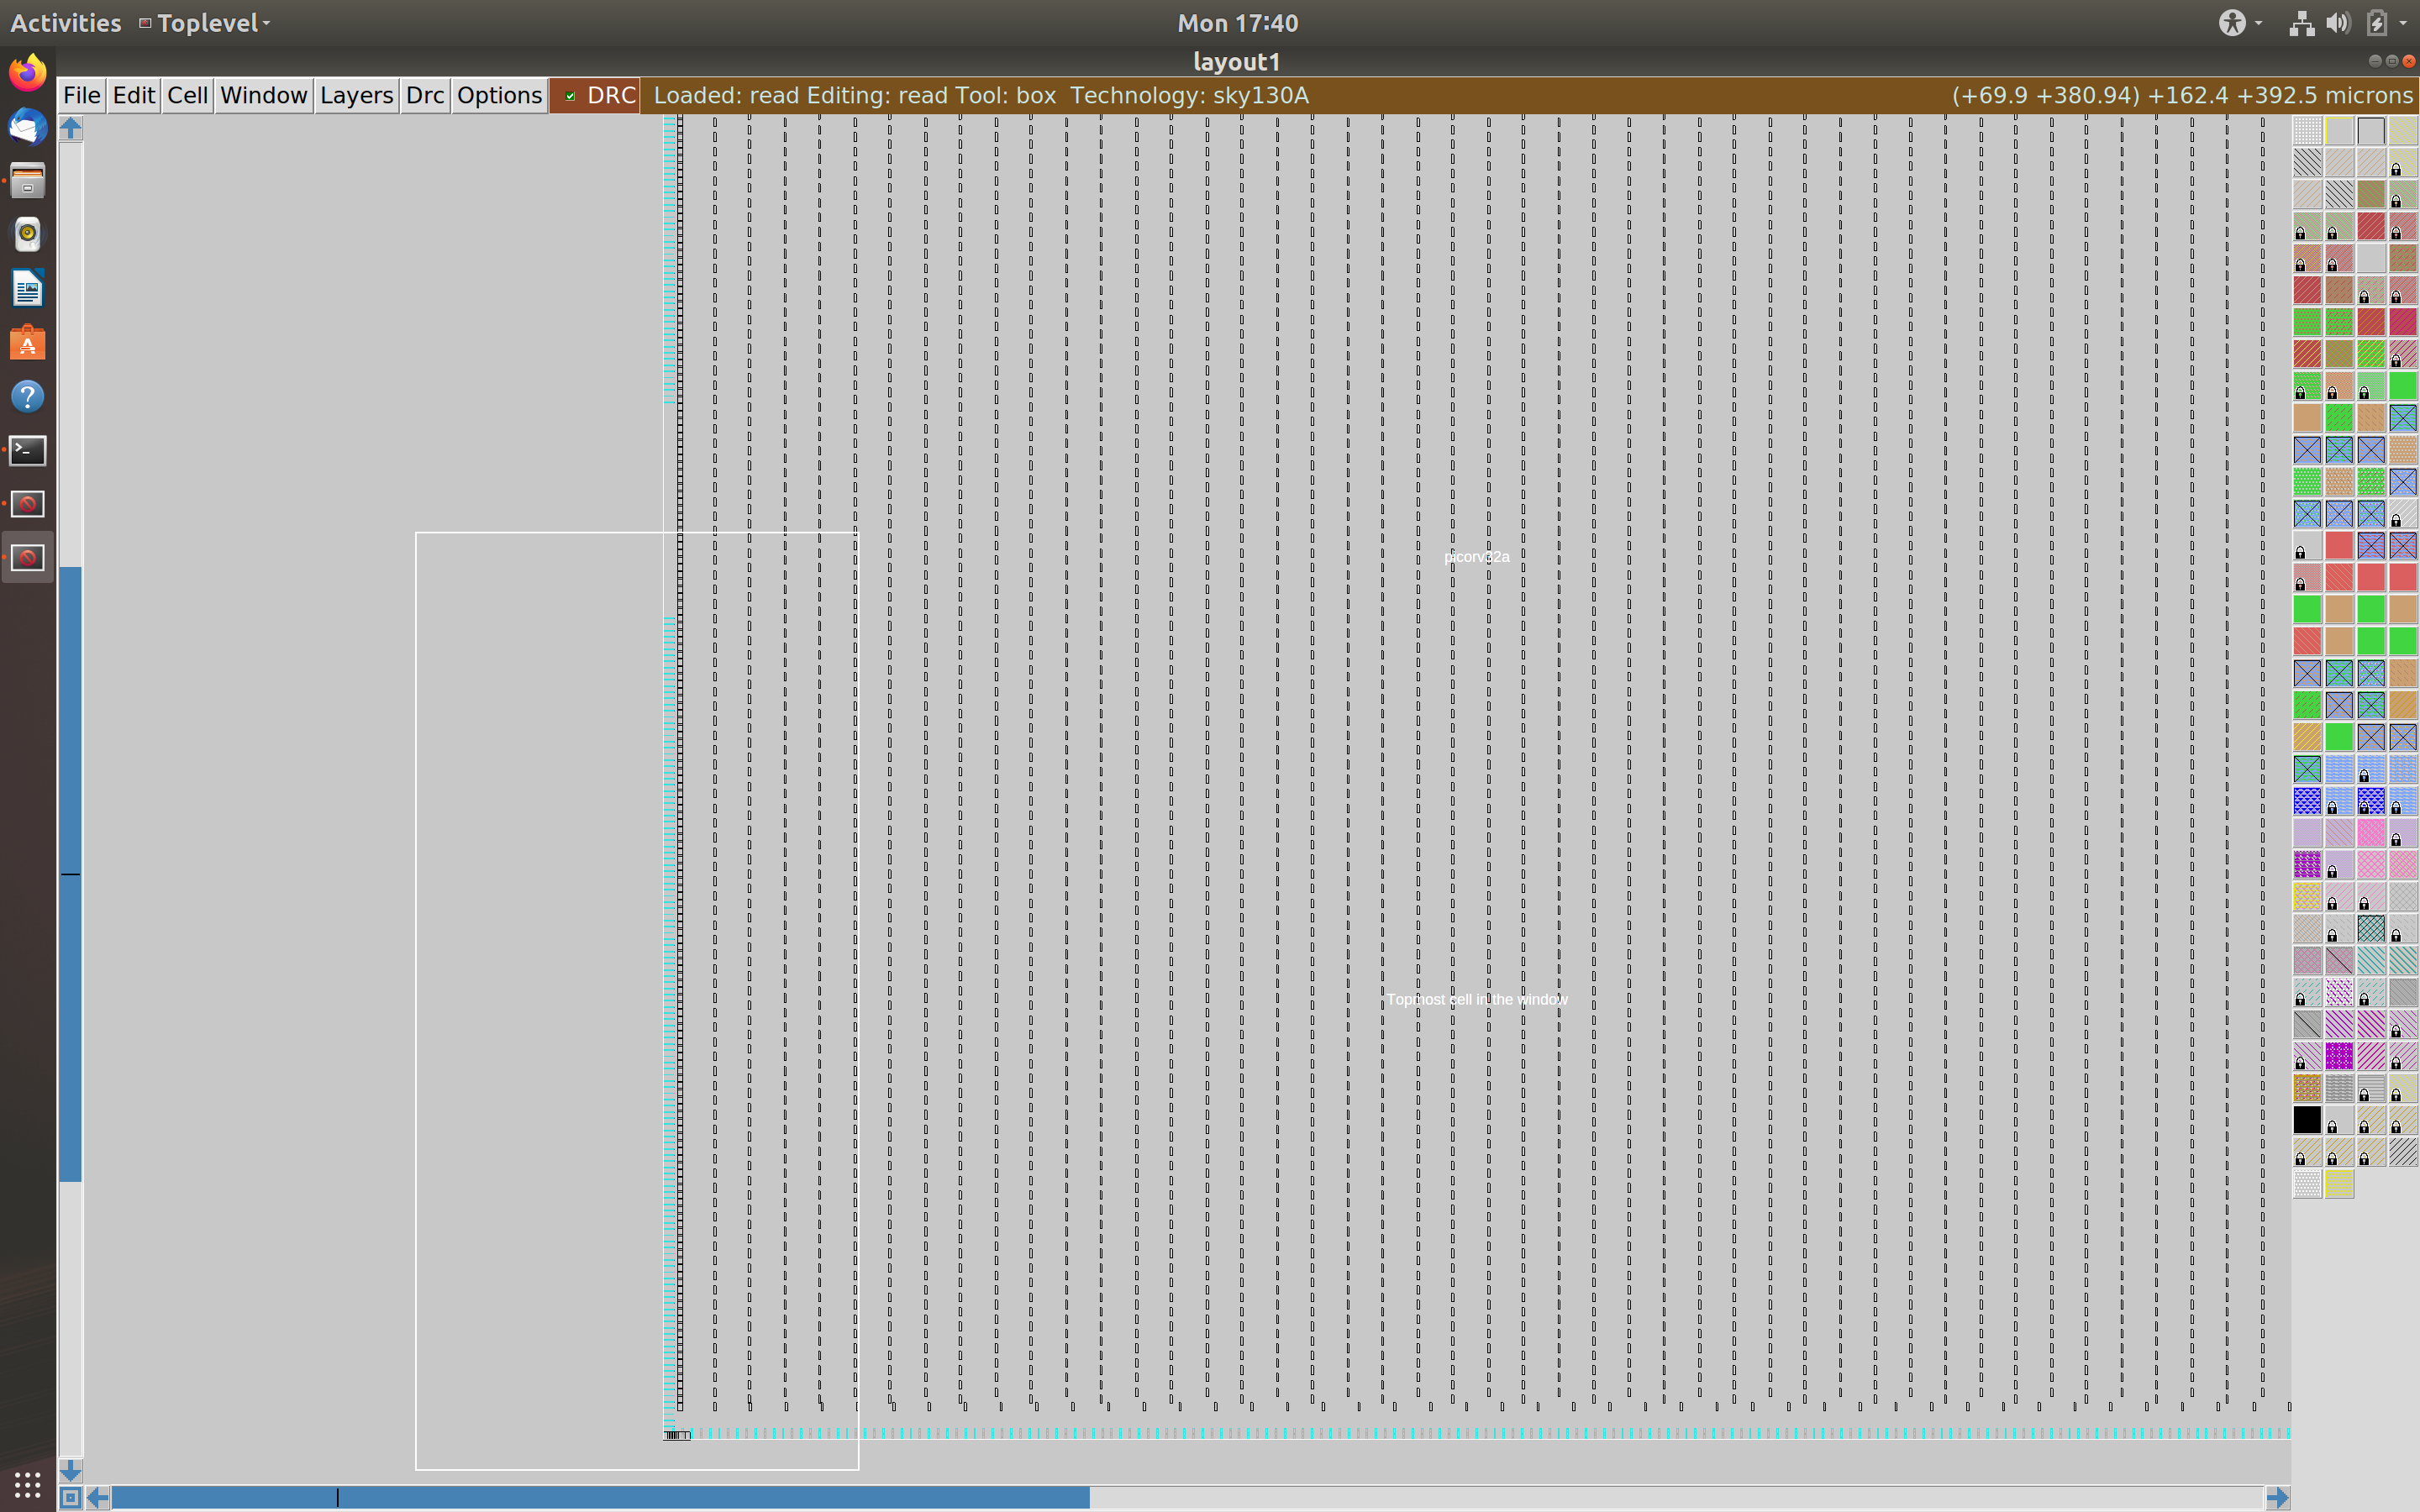 Activities Toplevel Mon 17:40
layout1
File Edit Cell Window Layers Drc Options DRC Loaded: read Editing: read Tool: box Technology: sky130A (+69.9 +380.94) +162.4 +392.5 microns
picorv32a
Topmost cell in the window